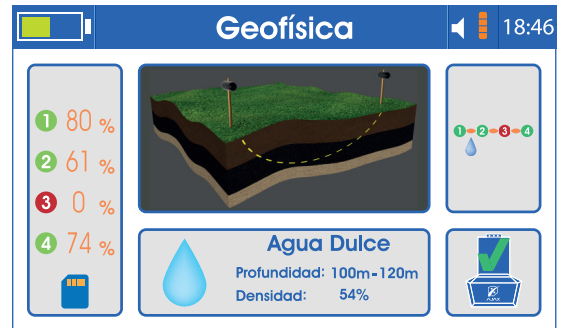 Geofísica
18:46
1 80 %
2 61 %
3 0 %
4 74 %
1 2 3 4
Agua Dulce
Profundidad: 100m-120m
Densidad: 54%
AJAX